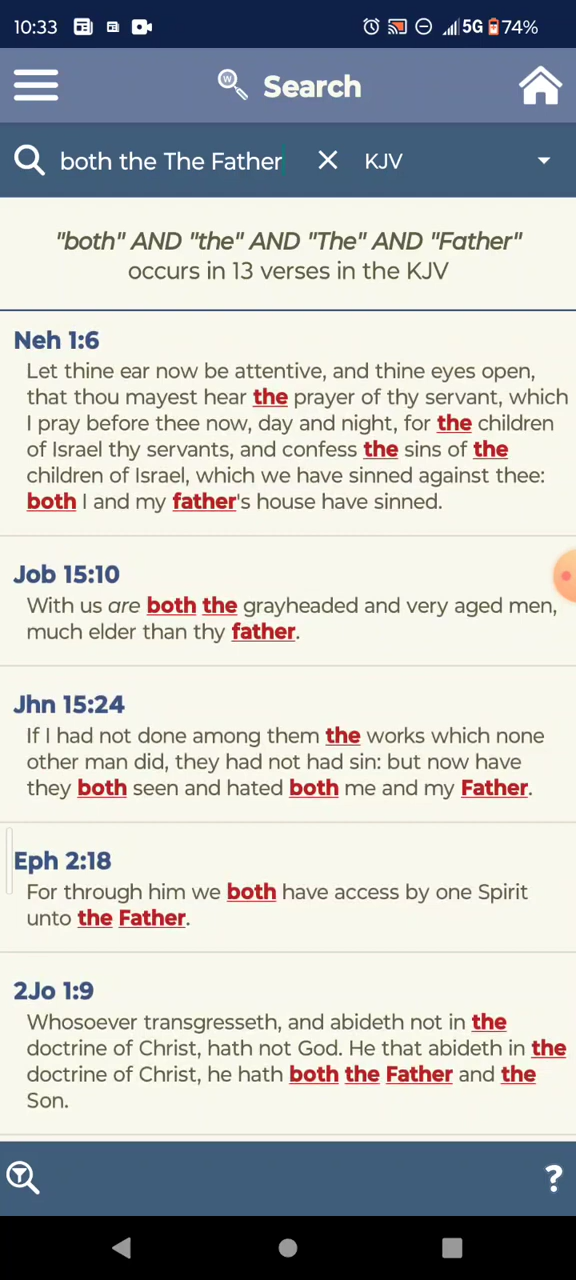 10:33 5G 74%
Search
both the The Father KJV
"both" AND "the" AND "The" AND "Father"
occurs in 13 verses in the KJV
Neh 1:6
Let thine ear now be attentive, and thine eyes open,
that thou mayest hear the prayer of thy servant, which
I pray before thee now, day and night, for the children
of Israel thy servants, and confess the sins of the
children of Israel, which we have sinned against thee:
both I and my father's house have sinned.
Job 15:10
With us are both the grayheaded and very aged men,
much elder than thy father.
Jhn 15:24
If I had not done among them the works which none
other man did, they had not had sin: but now have
they both seen and hated both me and my Father.
Eph 2:18
For through him we both have access by one Spirit
unto the Father.
2Jo 1:9
Whosoever transgresseth, and abideth not in the
doctrine of Christ, hath not God. He that abideth in the
doctrine of Christ, he hath both the Father and the
Son.
?